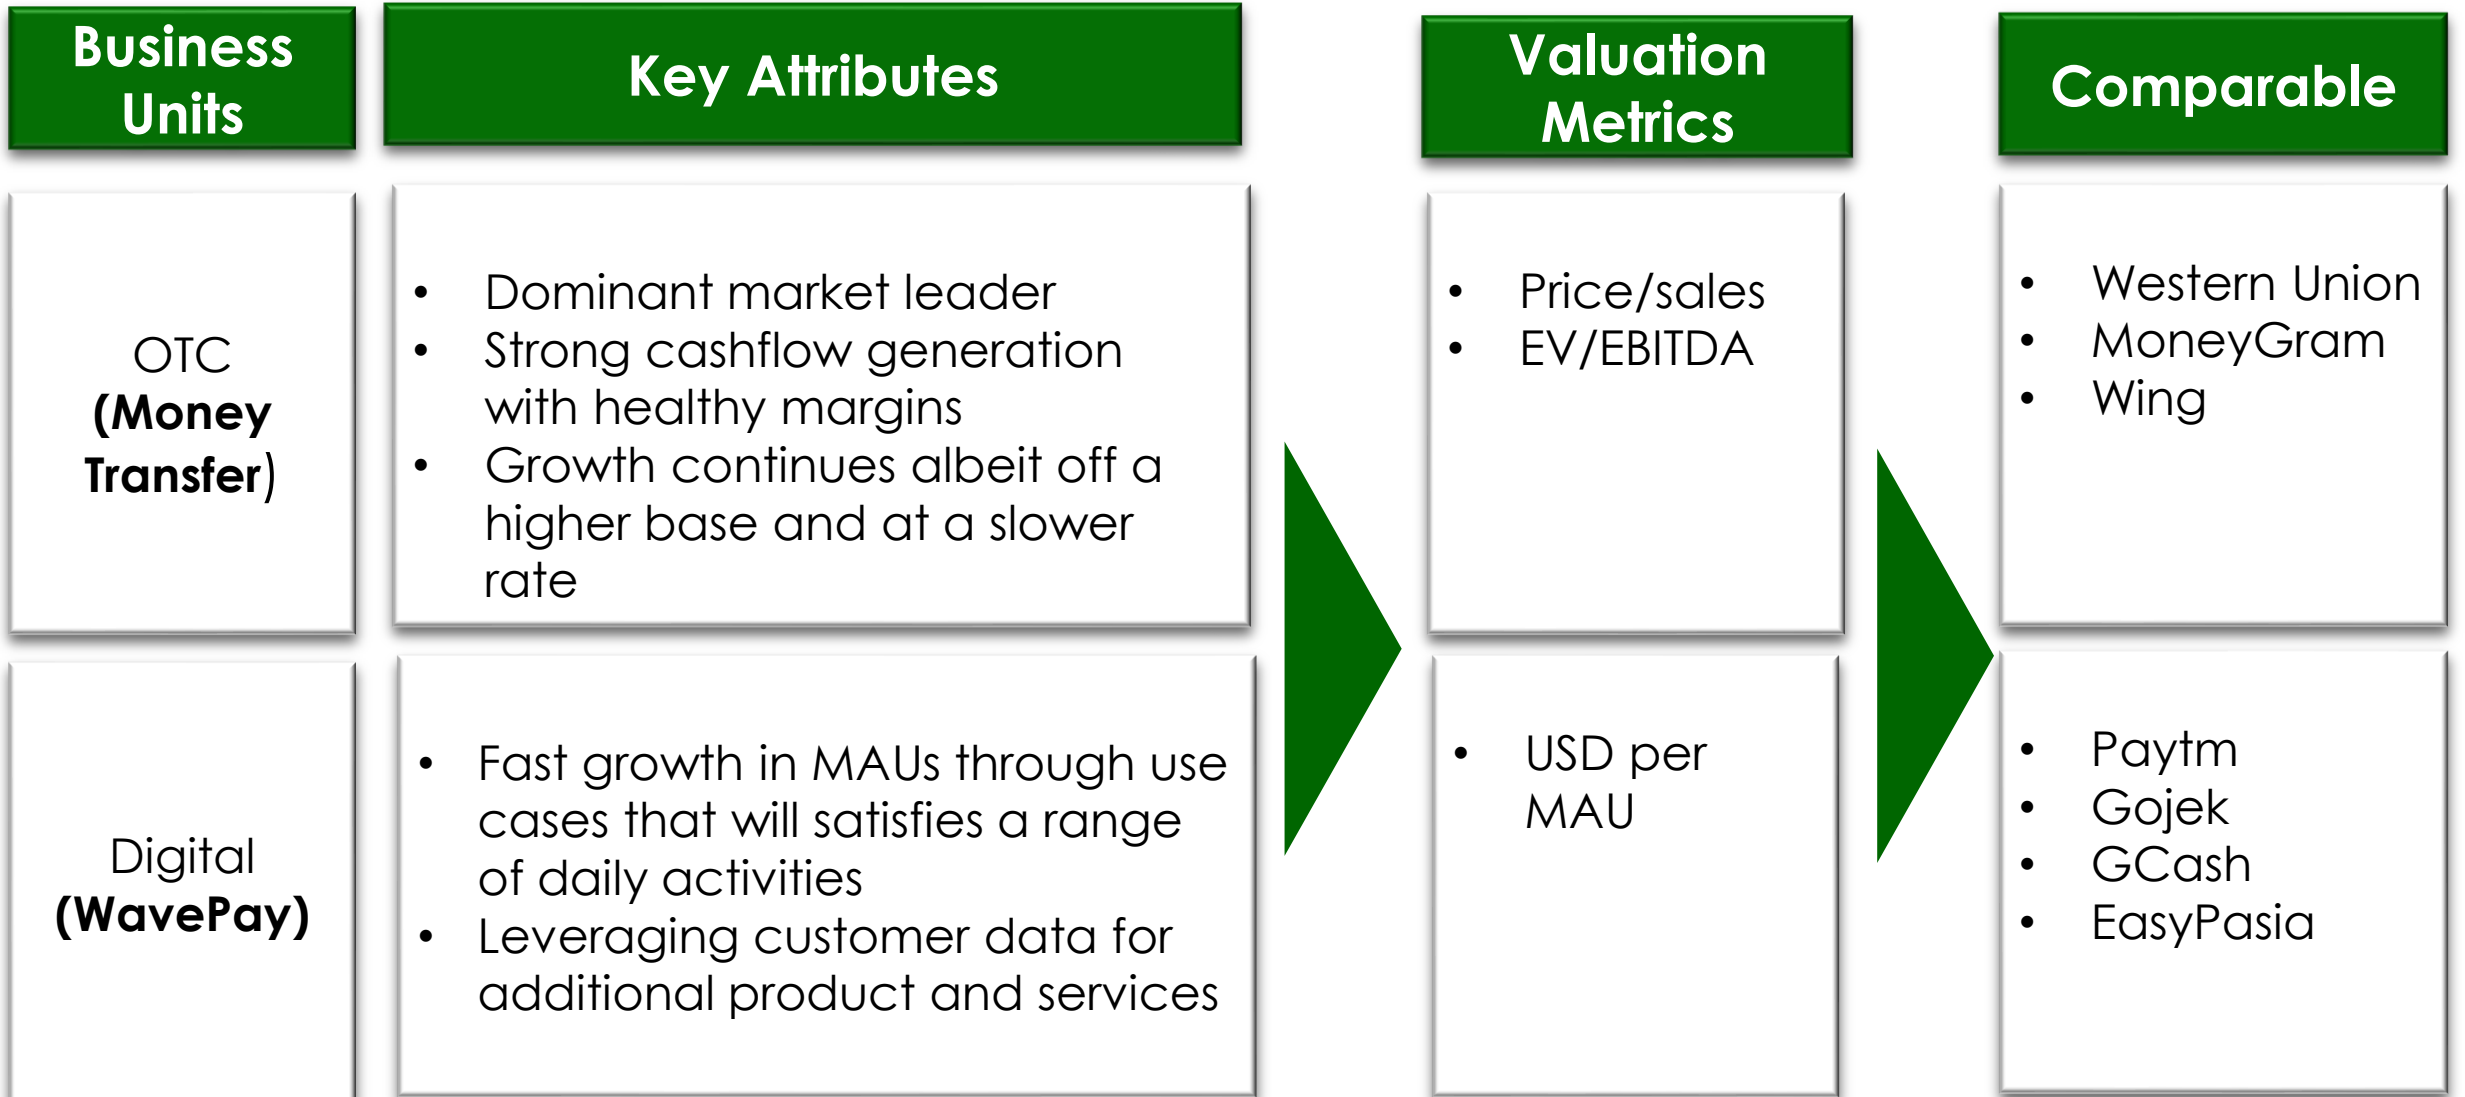 Business
Units
Key Attributes
Valuation
Metrics
Comparable
OTC
(Money
Transfer)
• Dominant market leader
• Strong cashflow generation
with healthy margins
• Growth continues albeit off a
higher base and at a slower
rate
• Price/sales
• EV/EBITDA
• Western Union
• MoneyGram
• Wing
Digital
(WavePay)
• Fast growth in MAUs through use
cases that will satisfies a range
of daily activities
• Leveraging customer data for
additional product and services
• USD per
MAU
• Paytm
• Gojek
• GCash
• EasyPasia